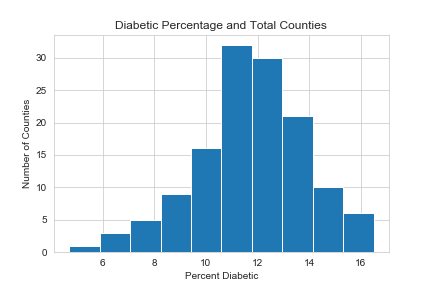 Diabetic Percentage and Total Counties
Number of Counties
30
25
20
15
10
5
0
6 8 10 12 14 16
Percent Diabetic